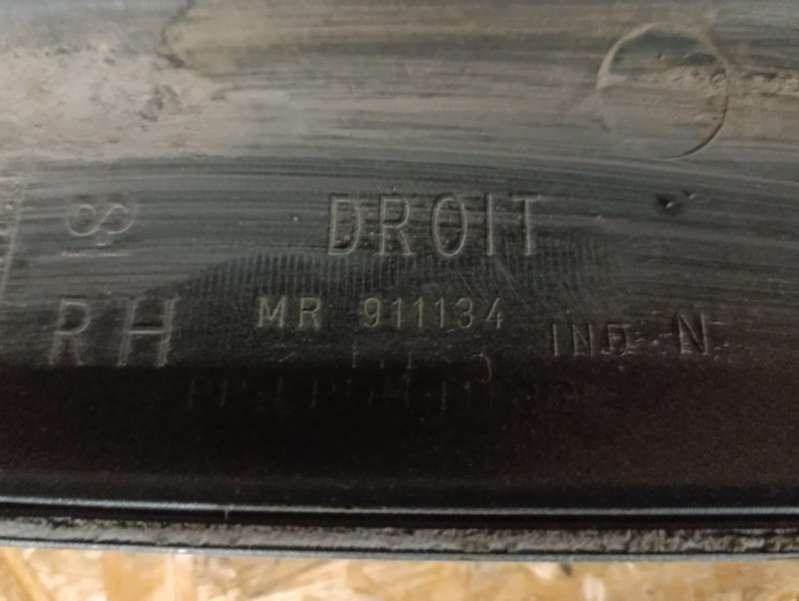 DROIT
RH MR 911134 IND. N